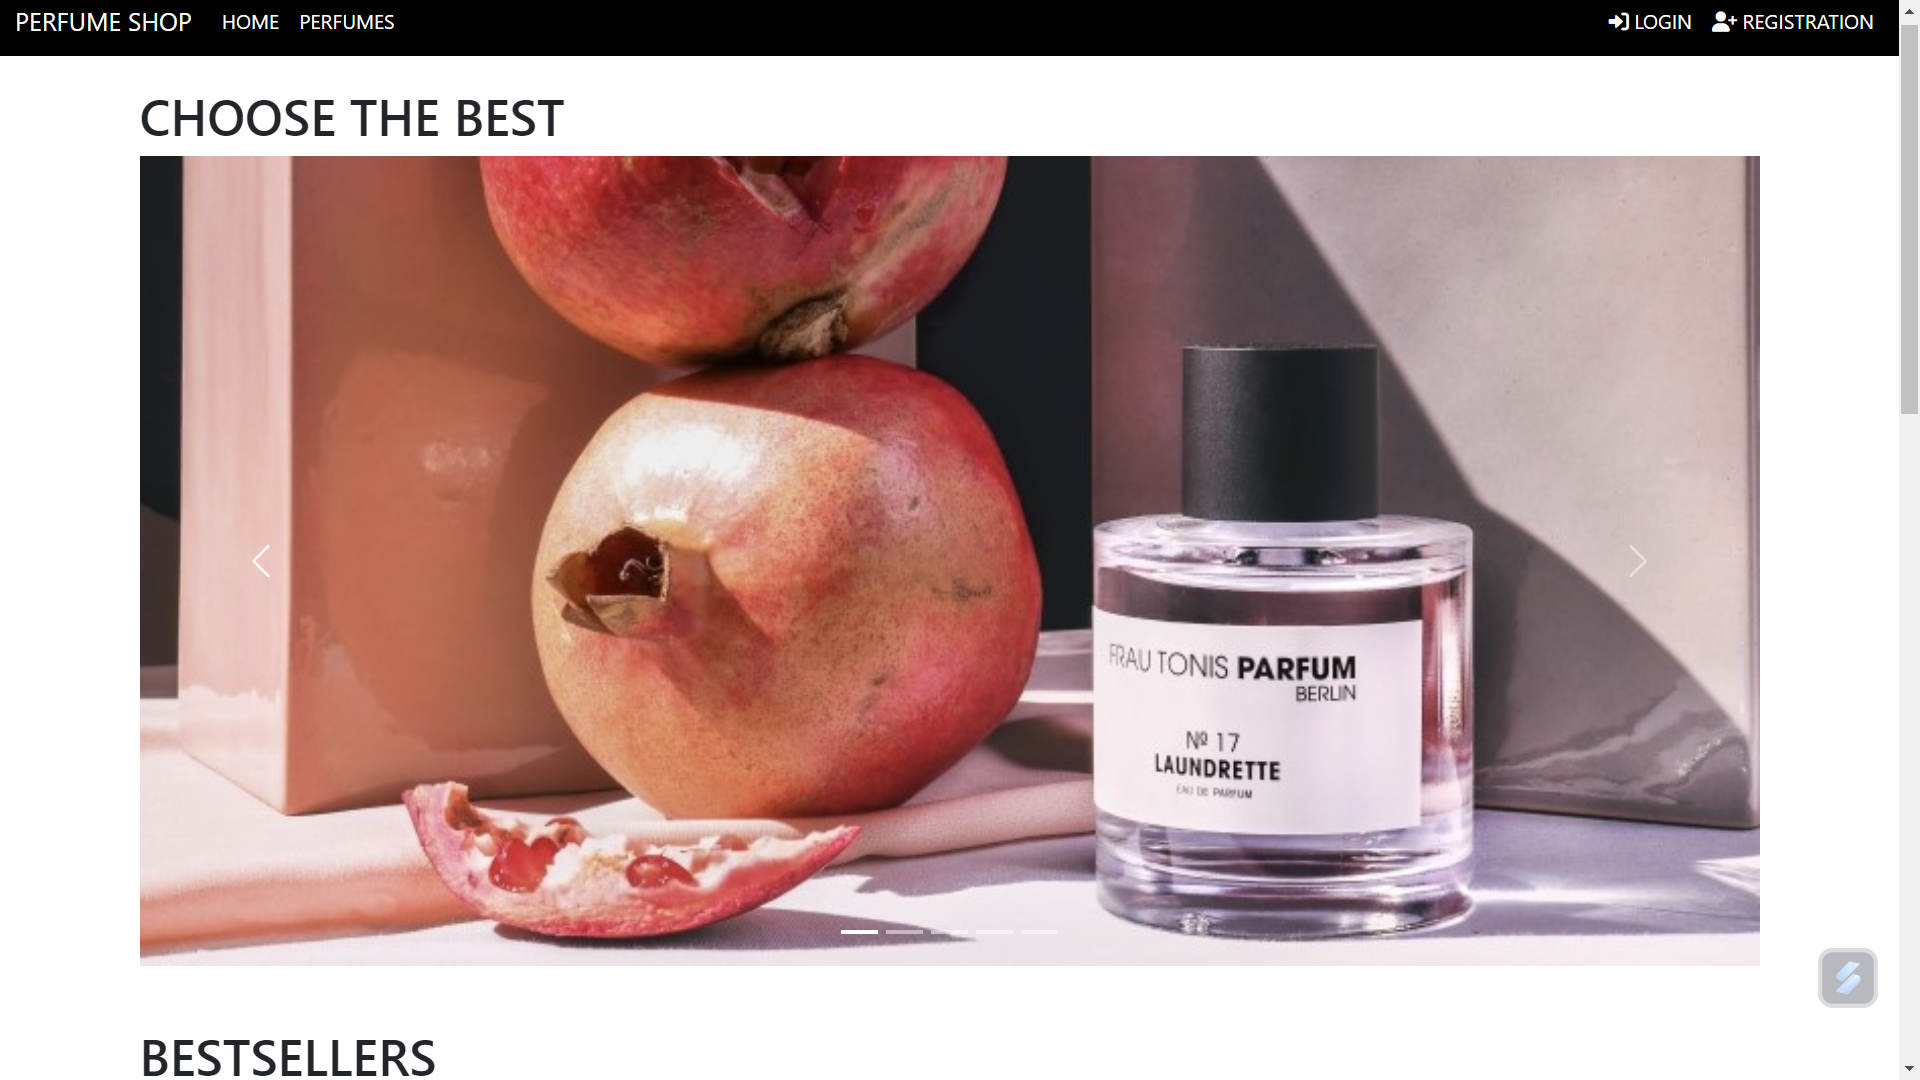 PERFUME SHOP HOME PERFUMES LOGIN REGISTRATION
CHOOSE THE BEST
FRAU TONIS PARFUM
BERLIN
Nº 17
LAUNDRETTE
EAU DE PARFUM
BESTSELLERS